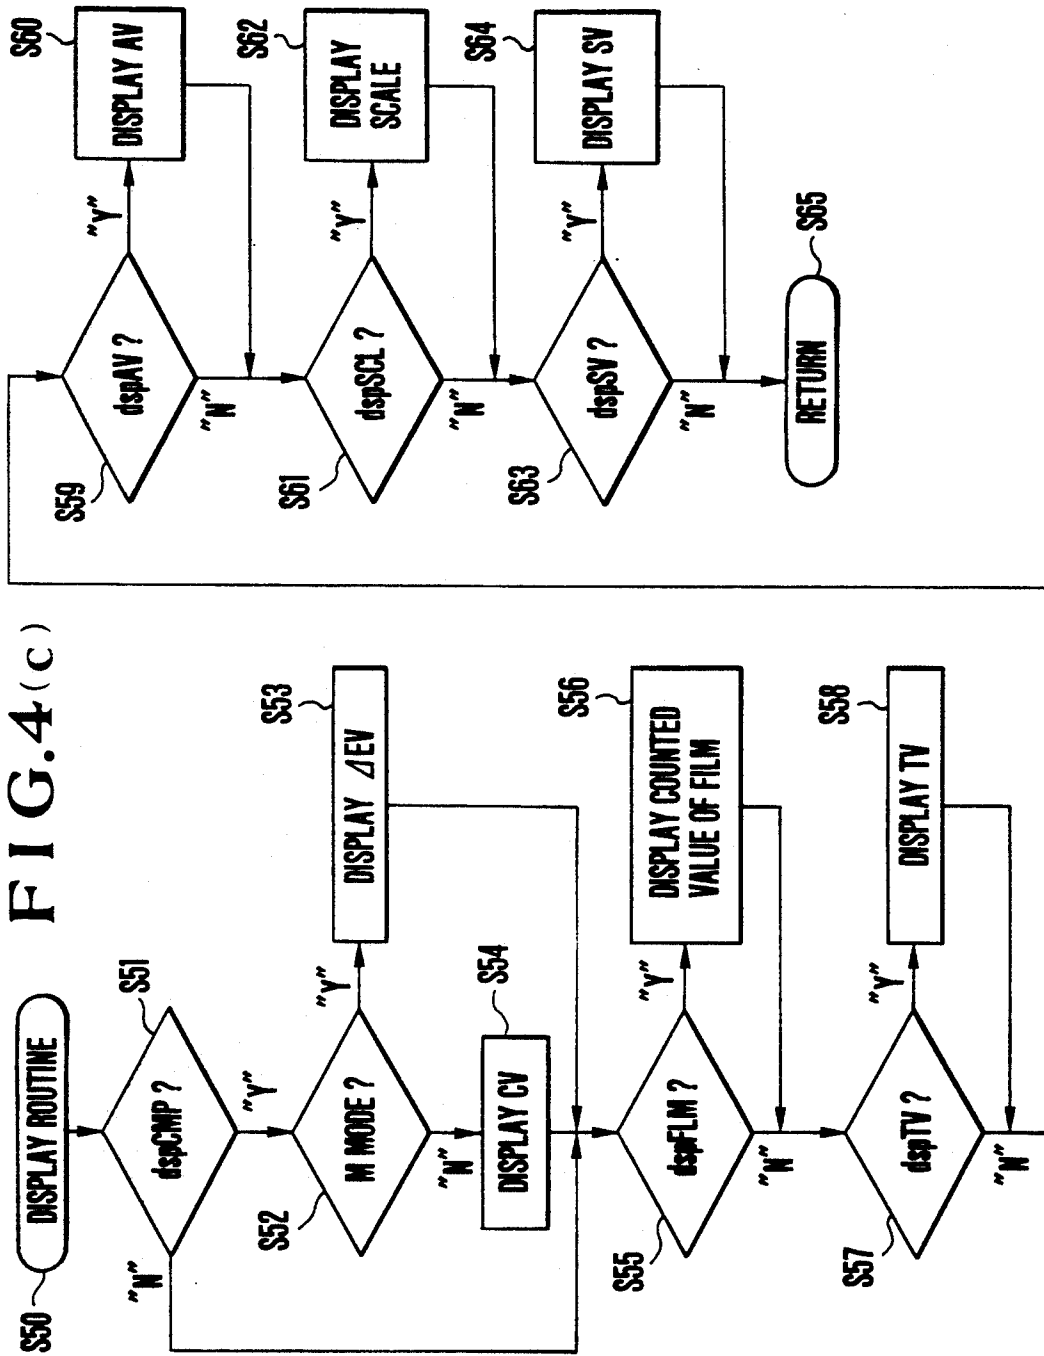 FIG.4(c)
S50
DISPLAY ROUTINE
S51
dspCMP ?
"N"
"Y"
S52
M MODE ?
"Y"
S53
DISPLAY ⊿EV
"N"
S54
DISPLAY CV
S55
dspFLM ?
"Y"
S56
DISPLAY COUNTED
VALUE OF FILM
"N"
S57
dspTV ?
"Y"
S58
DISPLAY TV
"N"
S59
dspAV ?
"Y"
S60
DISPLAY AV
"N"
S61
dspSCL ?
"Y"
S62
DISPLAY
SCALE
"N"
S63
dspSV ?
"Y"
S64
DISPLAY SV
"N"
S65
RETURN